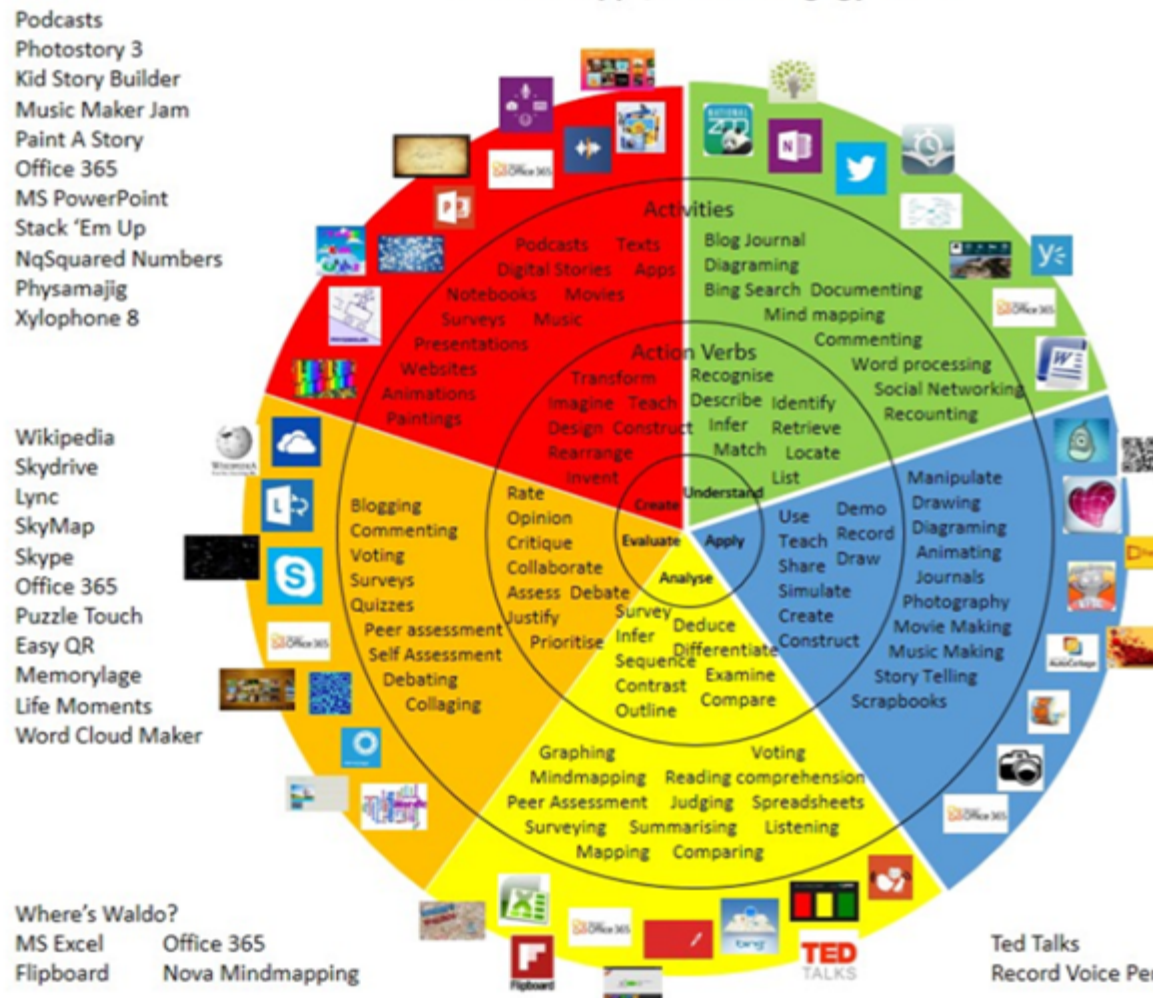 Podcasts
Photostory 3
Kid Story Builder
Music Maker Jam
Paint A Story
Office 365
MS PowerPoint
Stack ‘Em Up
NqSquared Numbers
Physamajig
Xylophone 8
Wikipedia
Skydrive
Lync
SkyMap
Skype
Office 365
Puzzle Touch
Easy QR
Memorylage
Life Moments
Word Cloud Maker
Where's Waldo?
MS Excel Office 365
Flipboard Nova Mindmapping
Activities
Podcasts Texts
Digital Stories Apps
Notebooks Movies
Surveys Music
Presentations
Websites
Animations
Paintings
Action Verbs
Transform
Imagine Teach
Design Construct
Rearrange
Invent
Create
Blog Journal
Diagraming
Bing Search Documenting
Mind mapping
Commenting
Word processing
Social Networking
Recounting
Recognise
Describe Identify
Infer Retrieve
Match Locate
List
Understand
Manipulate
Drawing
Diagraming
Animating
Journals
Photography
Movie Making
Music Making
Story Telling
Scrapbooks
Use Demo
Teach Record
Share Draw
Simulate
Create
Construct
Apply
Evaluate
Rate
Opinion
Critique
Collaborate
Assess Debate
Justify
Prioritise
Blogging
Commenting
Voting
Surveys
Quizzes
Peer assessment
Self Assessment
Debating
Collaging
Analyse
Survey Deduce
Infer Differentiate
Sequence Examine
Contrast Compare
Outline
Graphing Voting
Mindmapping Reading comprehension
Peer Assessment Judging Spreadsheets
Surveying Summarising Listening
Mapping Comparing
Office 365
NATIONAL
ZOO
Office 365
WIKIPEDIA
Office 365
AutoCollage
Office 365
Office 365
Flipboard
bing
TED
TALKS
Ted Talks
Record Voice Pe